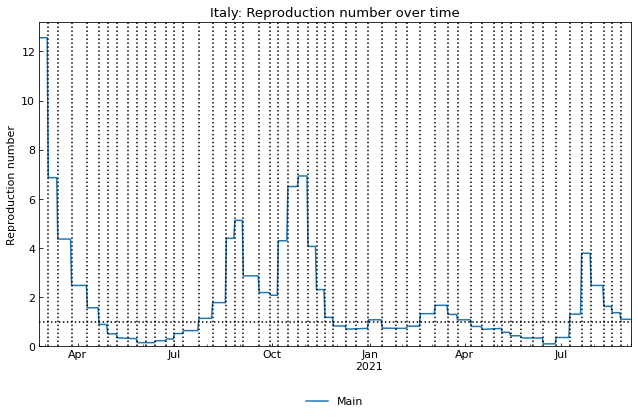 Italy: Reproduction number over time
Reproduction number
12
10
8
6
4
2
0
Apr
Jul
Oct
Jan
2021
Apr
Jul
Main